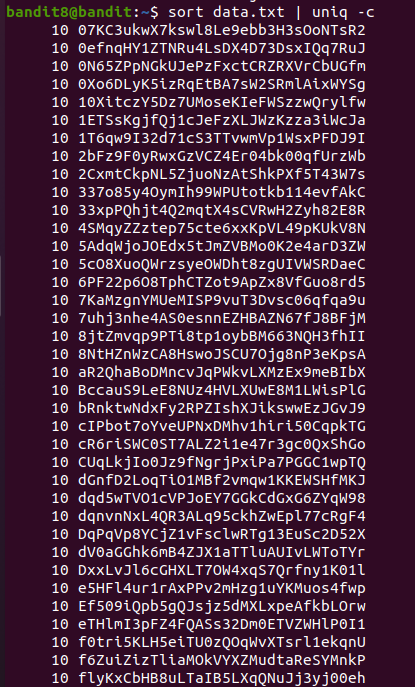 bandit8@bandit:~$ sort data.txt | uniq -c
10 07KC3ukwX7kswl8Le9ebb3H3sOoNTsR2
10 0efnqHY1ZTNRu4LsDX4D73DsxIQq7RuJ
10 0N65ZPpNGkUJePzFxctCRZRXVrCbUGfm
10 0Xo6DLyK5izRqEtBA7sW2SRmlAixWYSg
10 10XitczY5Dz7UMoseKIeFWSzzwQrylfw
10 1ETSsKgjfQj1cJeFzXLJWzKzza3iWcJa
10 1T6qw9I32d71cS3TTvwmVp1WsxPFDJ9I
10 2bFz9F0yRwxGzVCZ4Er04bk00qfUrzWb
10 2CxmtCkpNL5ZjuoNzAtShkPXf5T43W7s
10 337o85y4OymIh99WPUtotkb114evfAkC
10 33xpPQhjt4Q2mqtX4sCVRwH2Zyh82E8R
10 4SMqyZZztep75cte6xxKpVL49pKUkV8N
10 5AdqWjoJOEdx5tJmZVBMo0K2e4arD3ZW
10 5cO8XuoQWrzsyeOWDht8zgUIVWSRDaeC
10 6PF22p6O8TphCTZot9ApZx8VfGuo8rd5
10 7KaMzgnYMUeMISP9vuT3Dvsc06qfqa9u
10 7uhj3nhe4AS0esnnEZHBAZN67fJ8BFjM
10 8jtZmvqp9PTi8tp1oybBM663NQH3fhII
10 8NtHZnWzCA8HswoJSCU7Ojg8nP3eKpsA
10 aR2QhaBoDMncvJqPWkvLXMzEx9meBIbX
10 BccauS9LeE8NUz4HVLXUwE8M1LWisPlG
10 bRnktwNdxFy2RPZIshXJikswwEzJGvJ9
10 cIPbot7oYveUPNxDMhv1hiri50CqpkTG
10 cR6riSWC0ST7ALZ2i1e47r3gc0QxShGo
10 CUqLkjIo0Jz9fNgrjPxiPa7PGGC1wpTQ
10 dGnfD2LoqTiO1MBf2vmqw1KKEWSHfMKJ
10 dqd5wTVO1cVPJoEY7GGkCdGxG6ZYqW98
10 dqnvnNxL4QR3ALq95ckhZwEpl77cRgF4
10 DqPqVp8YCjZ1vFsclwRTg13EuSc2D52X
10 dV0aGGhk6mB4ZJX1aTTluAUIvLWToTYr
10 DxxLvJl6cGHXLT7OW4xqS7Qrfny1K01l
10 e5HFl4ur1rAxPPv2mHzg1uYKMuos4fwp
10 Ef509iQpb5gQJsjz5dMXLxpeAfkbLOrw
10 eTHlmI3pFZ4FQASs32Dm0ETVZWHlP0I1
10 f0tri5KLH5eiTU0zQOqWvXTsrl1ekqnU
10 f6ZuiZizTliaMOkVYXZMudtaReSYMnkP
10 flyKxCbHB8uLTaIB5LXqQNuJj3yj00eh